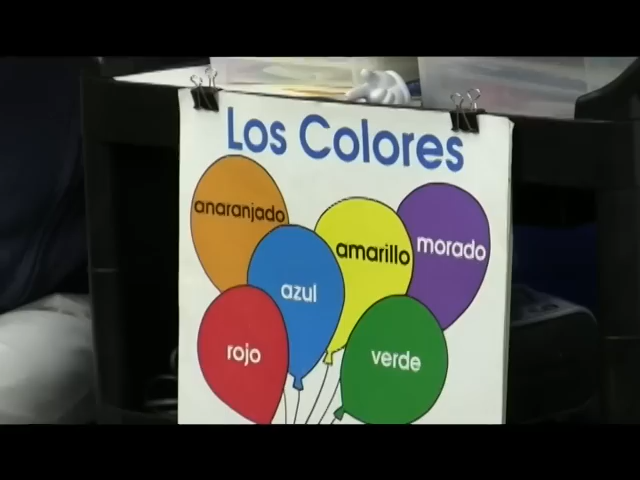 Los Colores
anaranjado
amarillo
morado
azul
rojo
verde